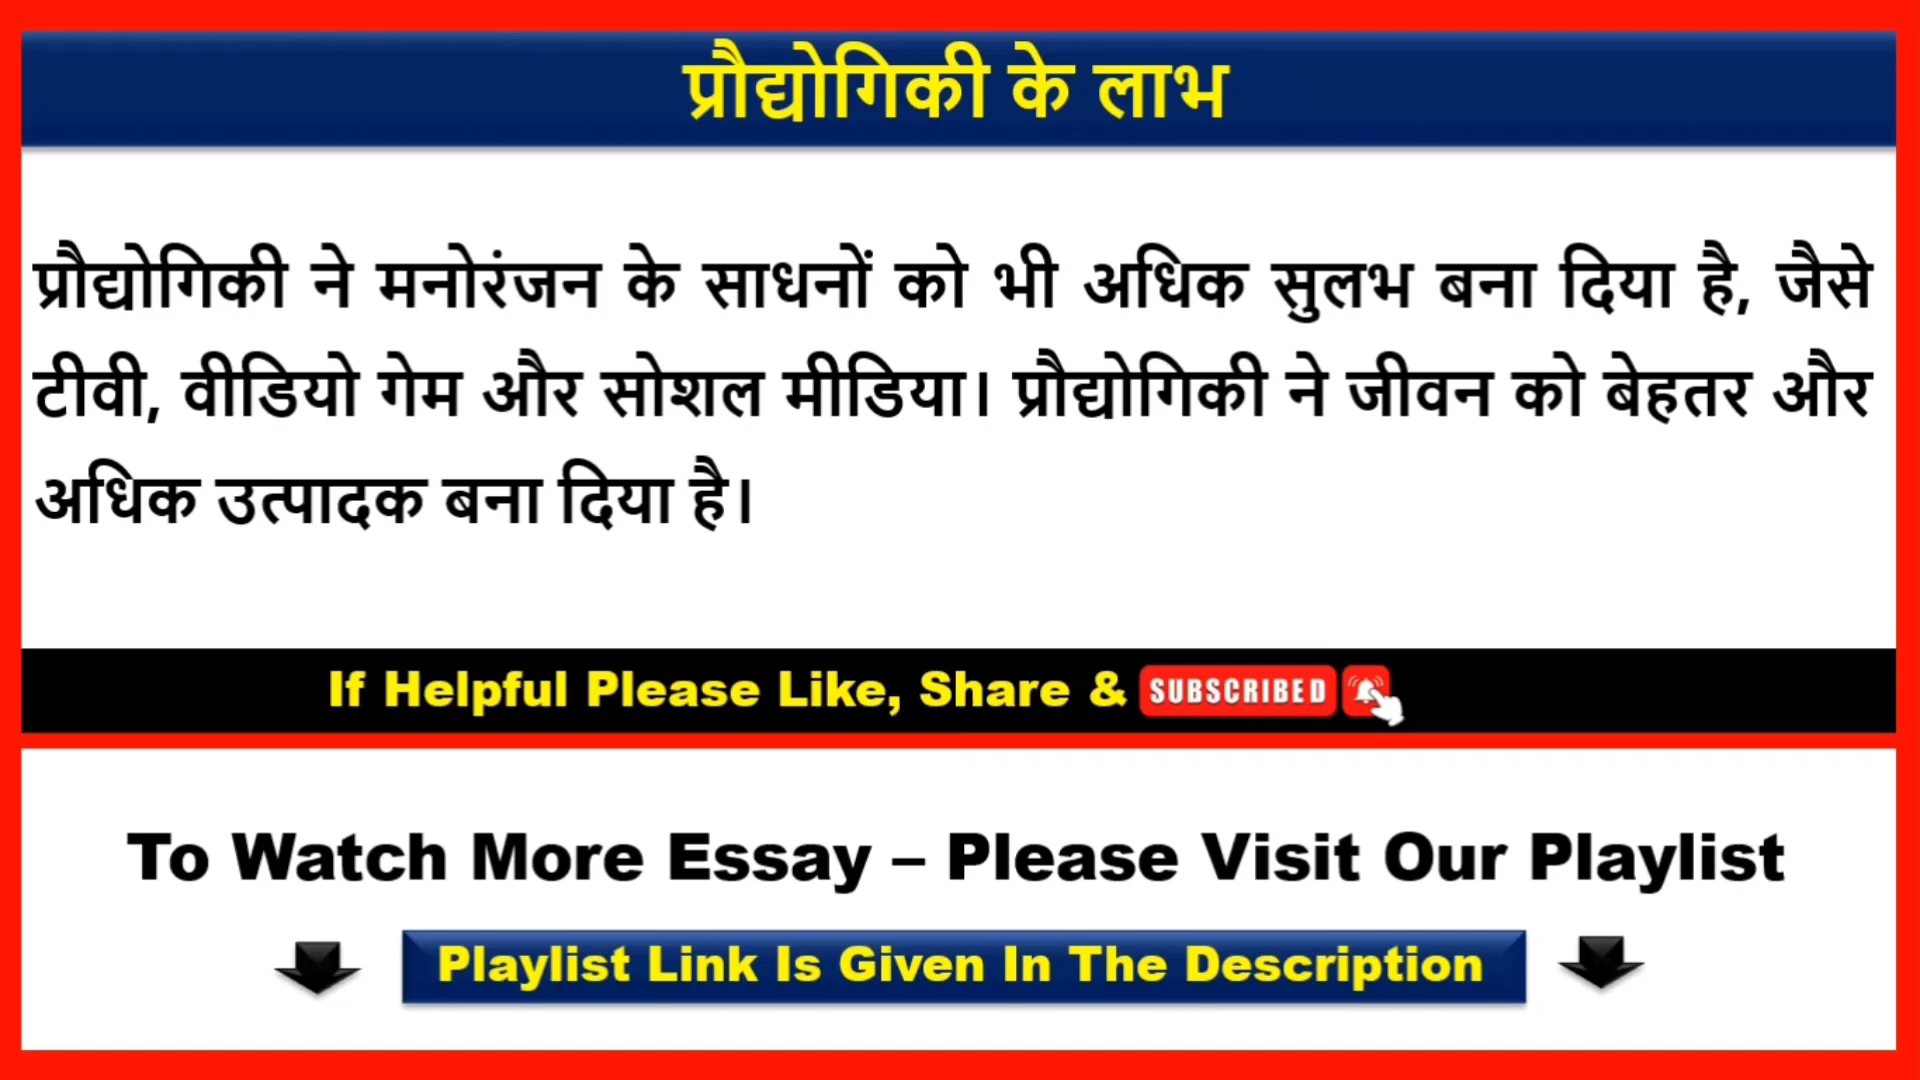 प्रौद्योगिकी के लाभ
प्रौद्योगिकी ने मनोरंजन के साधनों को भी अधिक सुलभ बना दिया है, जैसे
टीवी, वीडियो गेम और सोशल मीडिया। प्रौद्योगिकी ने जीवन को बेहतर और
अधिक उत्पादक बना दिया है।
If Helpful Please Like, Share & SUBSCRIBED
To Watch More Essay – Please Visit Our Playlist
Playlist Link Is Given In The Description